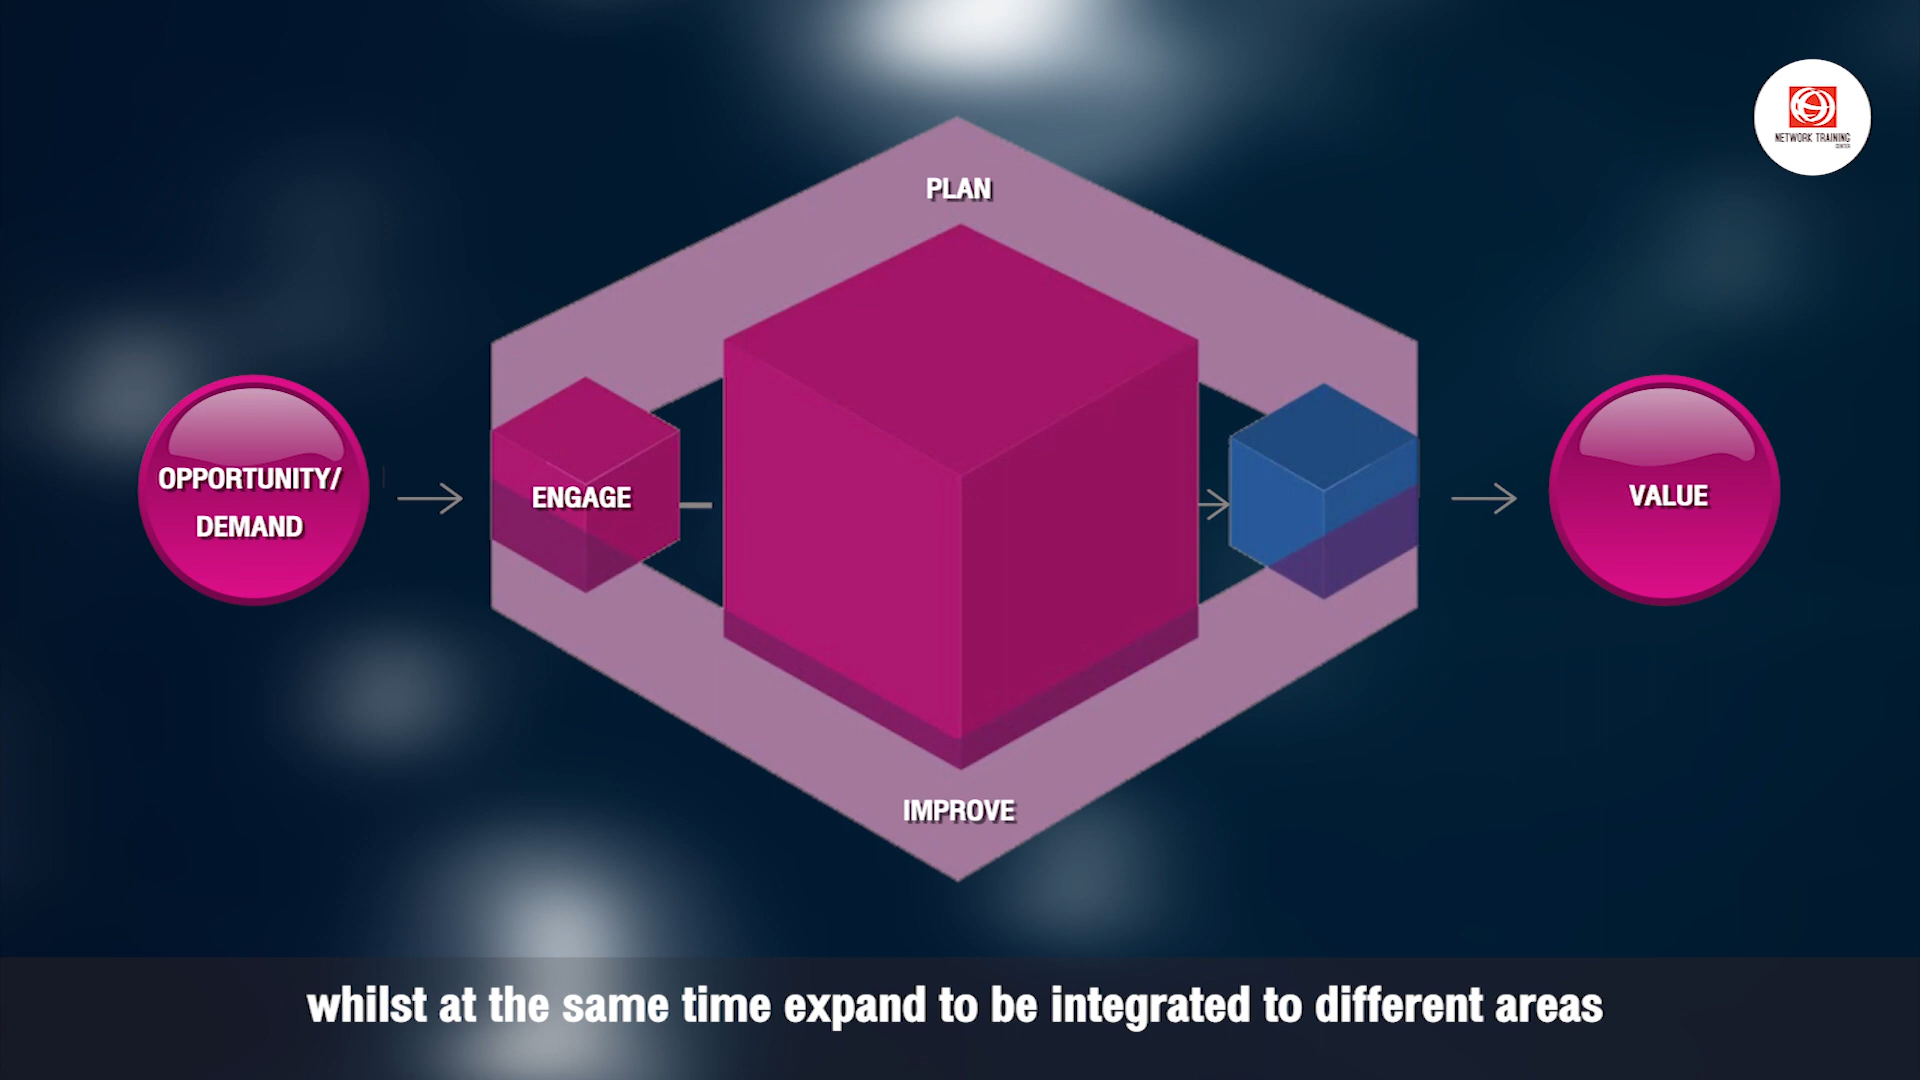 NETWORK TRAINING
CENTER
PLAN
OPPORTUNITY/
DEMAND
ENGAGE
VALUE
IMPROVE
whilst at the same time expand to be integrated to different areas